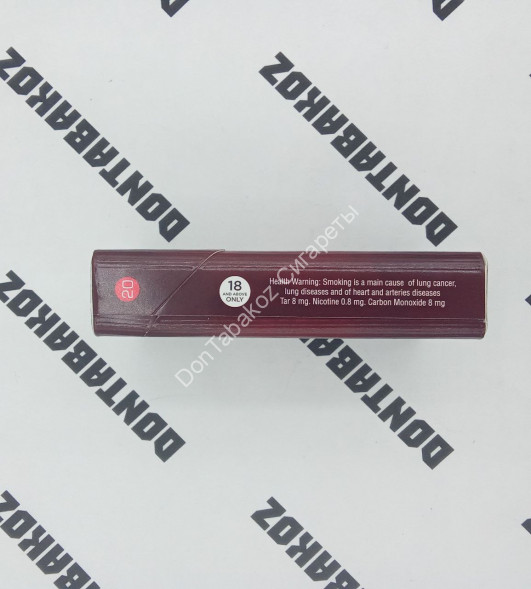 DONTABAKOZ
DONTABAKOZ
20
18
AND ABOVE
ONLY
Health Warning: Smoking is a main cause of lung cancer,
lung diseases and of heart and arteries diseases
Tar 8 mg. Nicotine 0.8 mg. Carbon Monoxide 8 mg
DonTabakoz Сигареты
DONTABAKOZ
DONTABAKOZ
DONTABAKOZ
DONTABAKOZ